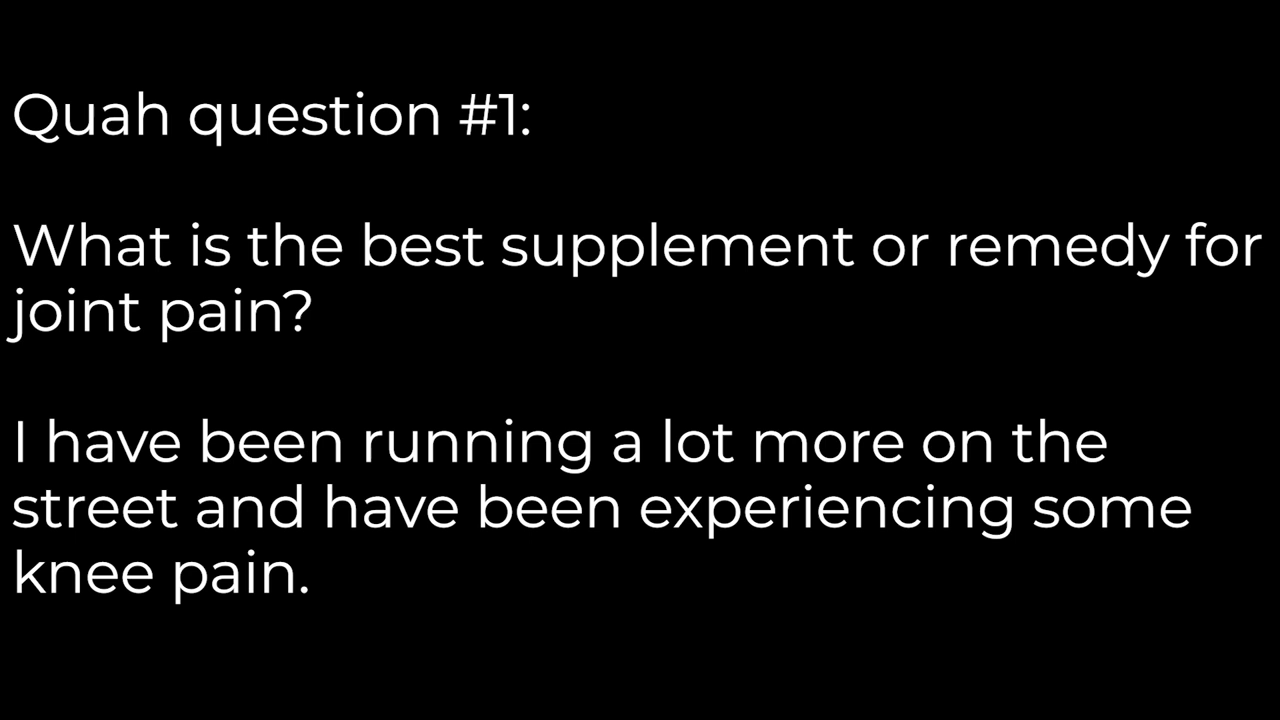 Quah question #1:
What is the best supplement or remedy for
joint pain?
I have been running a lot more on the
street and have been experiencing some
knee pain.